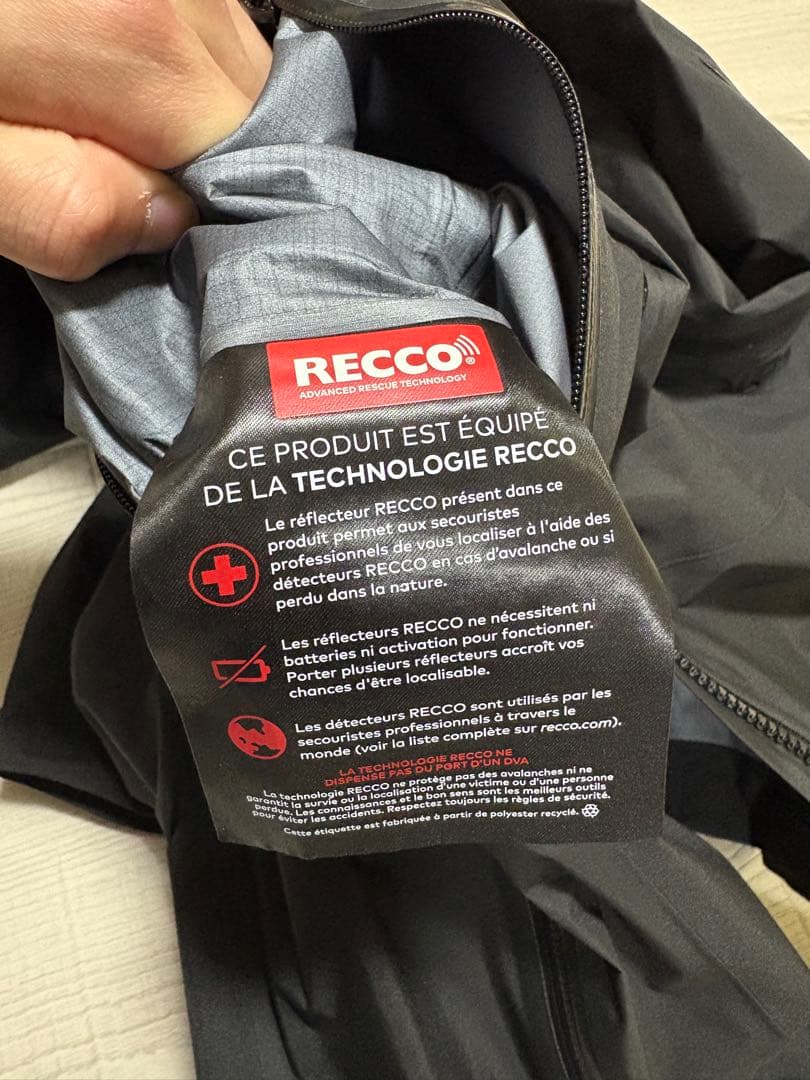 RECCO®
ADVANCED RESCUE TECHNOLOGY
CE PRODUIT EST ÉQUIPÉ
DE LA TECHNOLOGIE RECCO
Le réflecteur RECCO présent dans ce
produit permet aux secouristes
professionnels de vous localiser à l'aide des
détecteurs RECCO en cas d'avalanche ou si
perdu dans la nature.
Les réflecteurs RECCO ne nécessitent ni
batteries ni activation pour fonctionner.
Porter plusieurs réflecteurs accroît vos
chances d'être localisable.
Les détecteurs RECCO sont utilisés par les
secouristes professionnels à travers le
monde (voir la liste complète sur recco.com).
LA TECHNOLOGIE RECCO NE
DISPENSE PAS DU PORT D'UN DVA
La technologie RECCO ne protège pas des avalanches ni ne
garantit la survie ou la localisation d'une victime ou d'une personne
perdue. Les connaissances et le bon sens sont les meilleurs outils
pour éviter les accidents. Respectez toujours les règles de sécurité.
Cette étiquette est fabriquée à partir de polyester recyclé.